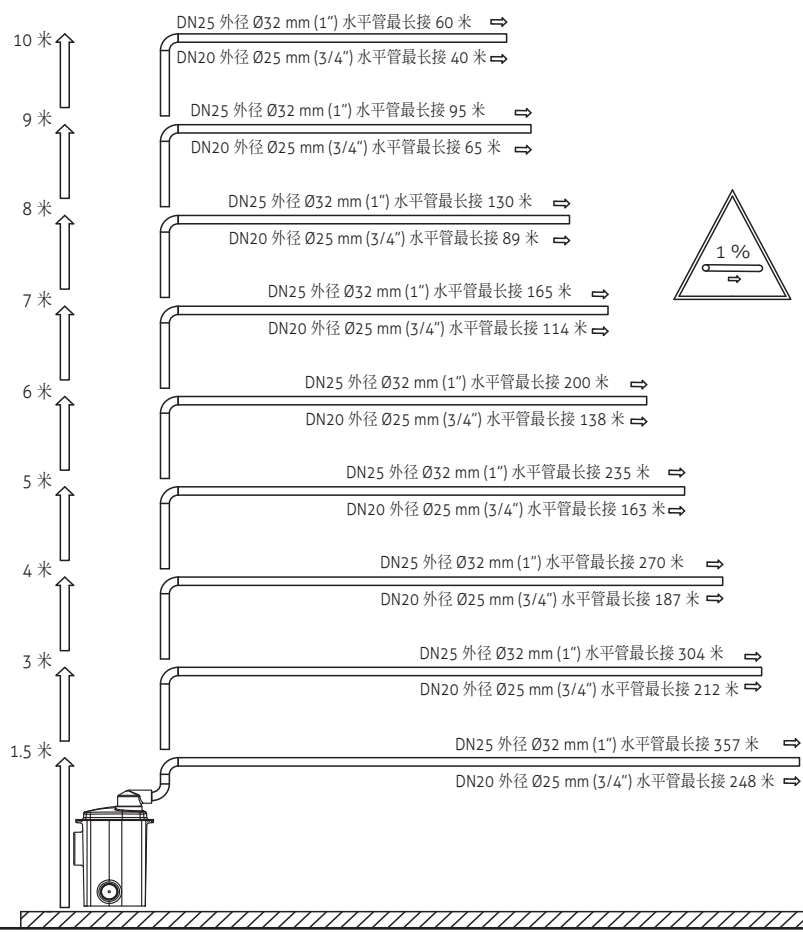 DN25 外径 Ø32 mm (1") 水平管最长接 60 米
10 米
DN20 外径 Ø25 mm (3/4") 水平管最长接 40 米
DN25 外径 Ø32 mm (1") 水平管最长接 95 米
9 米
DN20 外径 Ø25 mm (3/4") 水平管最长接 65 米
DN25 外径 Ø32 mm (1") 水平管最长接 130 米
8 米
DN20 外径 Ø25 mm (3/4") 水平管最长接 89 米
1 %
DN25 外径 Ø32 mm (1") 水平管最长接 165 米
7 米
DN20 外径 Ø25 mm (3/4") 水平管最长接 114 米
DN25 外径 Ø32 mm (1") 水平管最长接 200 米
6 米
DN20 外径 Ø25 mm (3/4") 水平管最长接 138 米
DN25 外径 Ø32 mm (1") 水平管最长接 235 米
5 米
DN20 外径 Ø25 mm (3/4") 水平管最长接 163 米
DN25 外径 Ø32 mm (1") 水平管最长接 270 米
4 米
DN20 外径 Ø25 mm (3/4") 水平管最长接 187 米
DN25 外径 Ø32 mm (1") 水平管最长接 304 米
3 米
DN20 外径 Ø25 mm (3/4") 水平管最长接 212 米
DN25 外径 Ø32 mm (1") 水平管最长接 357 米
1.5 米
DN20 外径 Ø25 mm (3/4") 水平管最长接 248 米